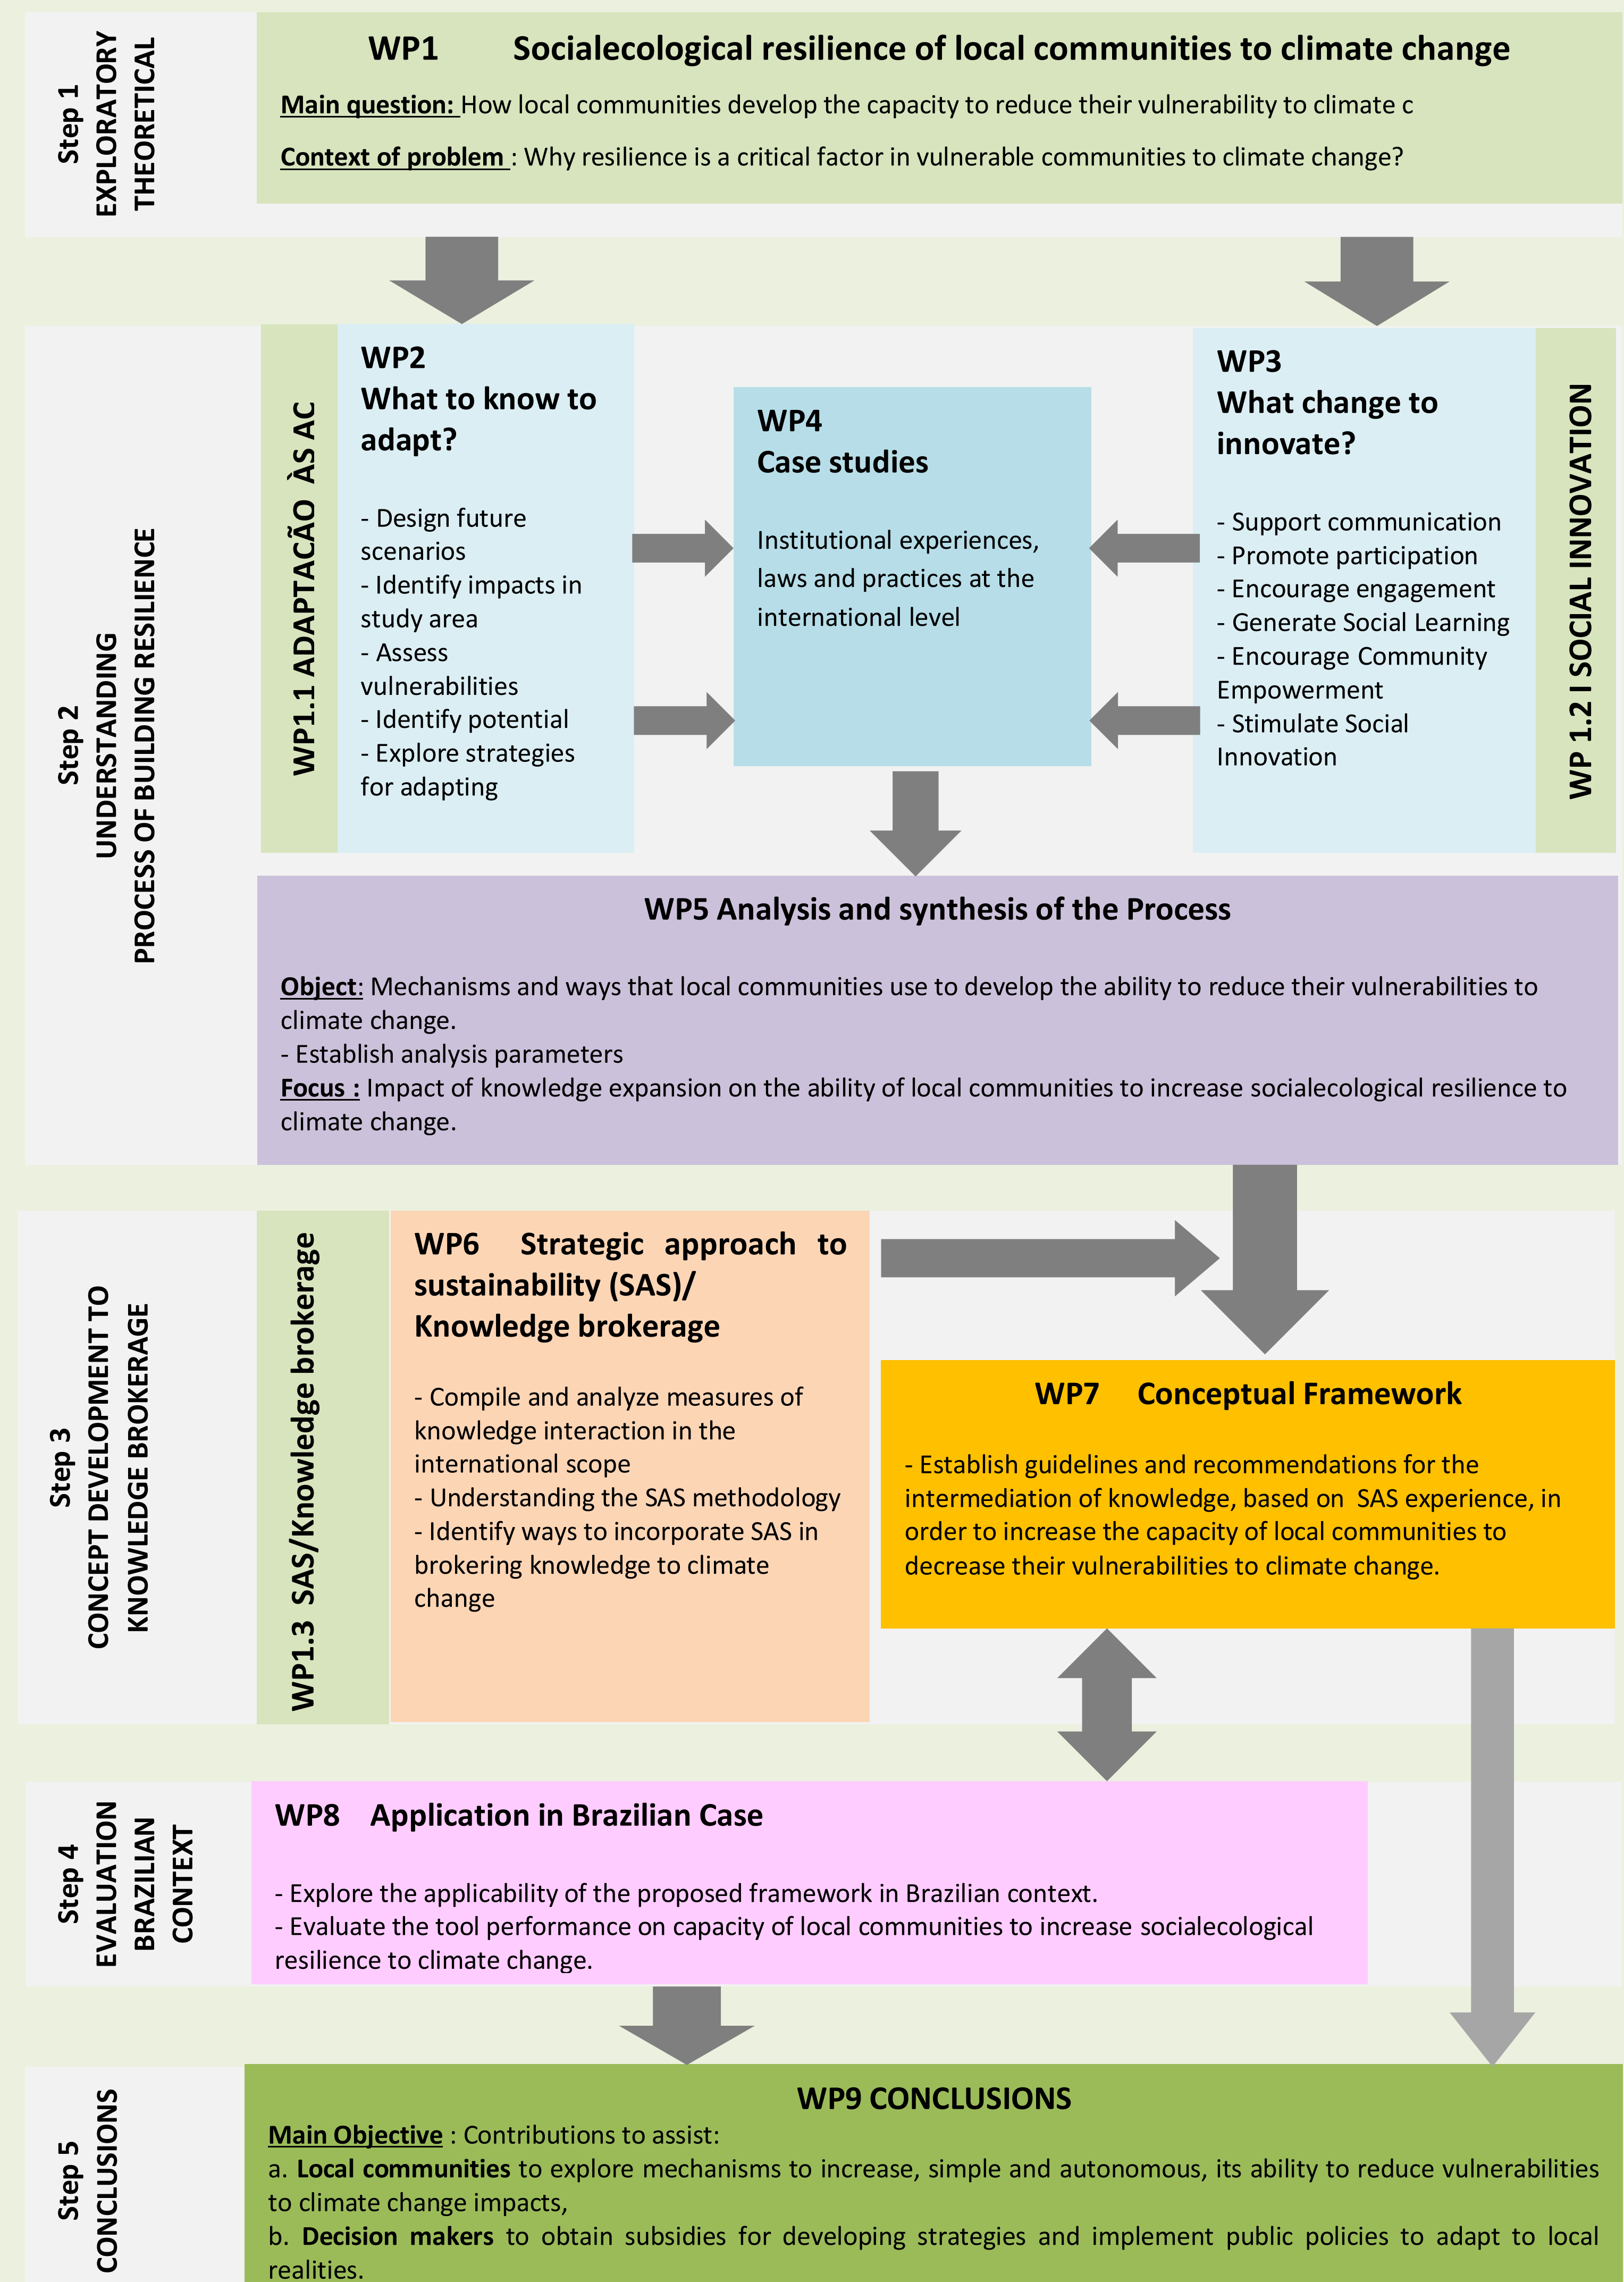 Step 1
EXPLORATORY
THEORETICAL
WP1 Socialecological resilience of local communities to climate change
Main question: How local communities develop the capacity to reduce their vulnerability to climate c
Context of problem : Why resilience is a critical factor in vulnerable communities to climate change?
Step 2
UNDERSTANDING
PROCESS OF BUILDING RESILIENCE
WP1.1 ADAPTACÃO ÀS AC
WP2
What to know to
adapt?
- Design future
scenarios
- Identify impacts in
study area
- Assess
vulnerabilities
- Identify potential
- Explore strategies
for adapting
WP4
Case studies
Institutional experiences,
laws and practices at the
international level
WP3
What change to
innovate?
- Support communication
- Promote participation
- Encourage engagement
- Generate Social Learning
- Encourage Community
Empowerment
- Stimulate Social
Innovation
WP 1.2 I SOCIAL INNOVATION
WP5 Analysis and synthesis of the Process
Object: Mechanisms and ways that local communities use to develop the ability to reduce their vulnerabilities to
climate change.
- Establish analysis parameters
Focus : Impact of knowledge expansion on the ability of local communities to increase socialecological resilience to
climate change.
Step 3
CONCEPT DEVELOPMENT TO
KNOWLEDGE BROKERAGE
WP1.3 SAS/Knowledge brokerage
WP6 Strategic approach to
sustainability (SAS)/
Knowledge brokerage
- Compile and analyze measures of
knowledge interaction in the
international scope
- Understanding the SAS methodology
- Identify ways to incorporate SAS in
brokering knowledge to climate
change
WP7 Conceptual Framework
- Establish guidelines and recommendations for the
intermediation of knowledge, based on SAS experience, in
order to increase the capacity of local communities to
decrease their vulnerabilities to climate change.
Step 4
EVALUATION
BRAZILIAN
CONTEXT
WP8 Application in Brazilian Case
- Explore the applicability of the proposed framework in Brazilian context.
- Evaluate the tool performance on capacity of local communities to increase socialecological
resilience to climate change.
Step 5
CONCLUSIONS
WP9 CONCLUSIONS
Main Objective : Contributions to assist:
a. Local communities to explore mechanisms to increase, simple and autonomous, its ability to reduce vulnerabilities
to climate change impacts,
b. Decision makers to obtain subsidies for developing strategies and implement public policies to adapt to local
realities.